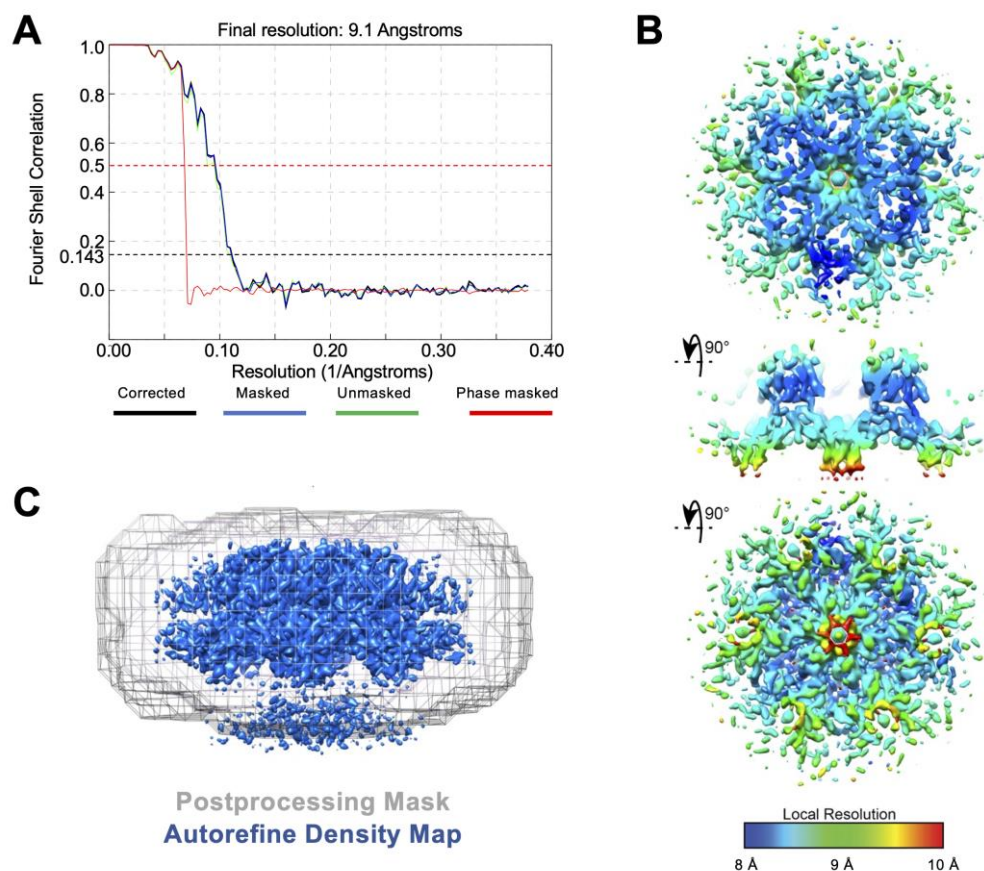 A
Final resolution: 9.1 Angstroms
Fourier Shell Correlation
1.0
0.8
0.6
0.5
0.4
0.2
0.143
0.0
0.00 0.10 0.20 0.30 0.40
Resolution (1/Angstroms)
Corrected Masked Unmasked Phase masked
B
90°
90°
Local Resolution
8 Å 9 Å 10 Å
C
Postprocessing Mask
Autorefine Density Map